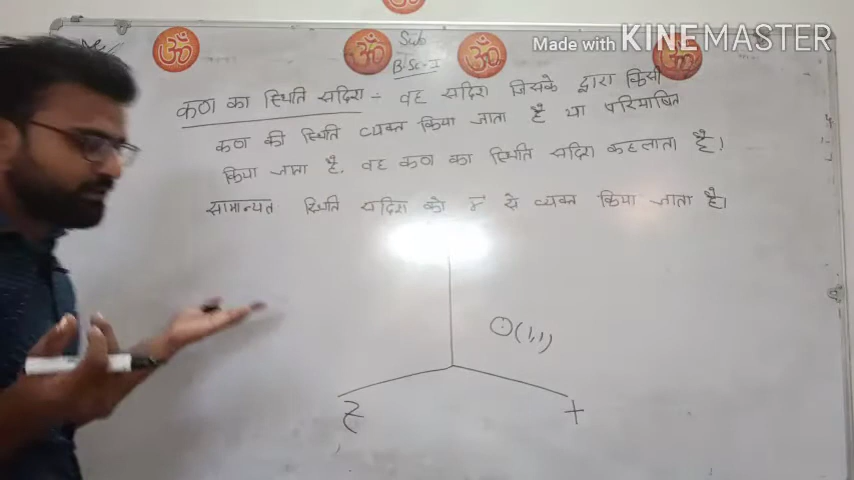 Made with KINEMASTER
Sub
B.Sc-I
कण का स्थिति सदिश :- वह सदिश जिसके द्वारा किसी
कण की स्थिति व्यक्त किया जाता है या परिभाषित
किया जाता है, वह कण का स्थिति सदिश कहलाता है।
सामान्यत स्थिति सदिश को r से व्यक्त किया जाता है।
(1,1)
z